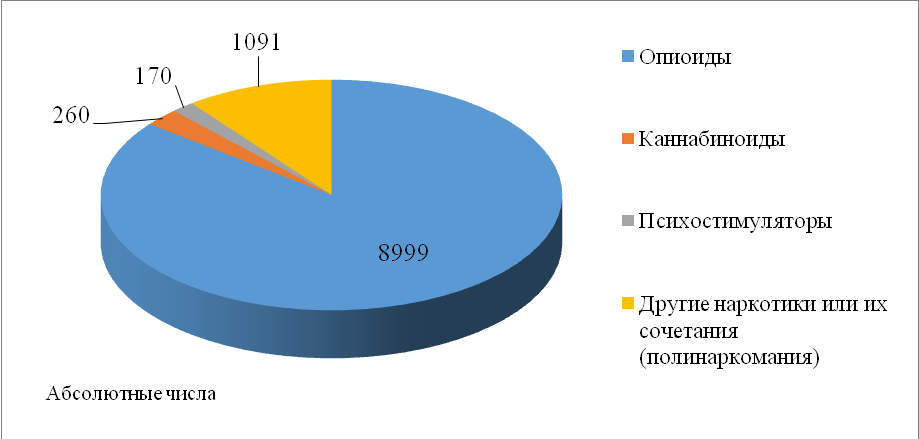 1091
170
260
8999
Опиоиды
Каннабиноиды
Психостимуляторы
Другие наркотики или их
сочетания
(полинаркомания)
Абсолютные числа